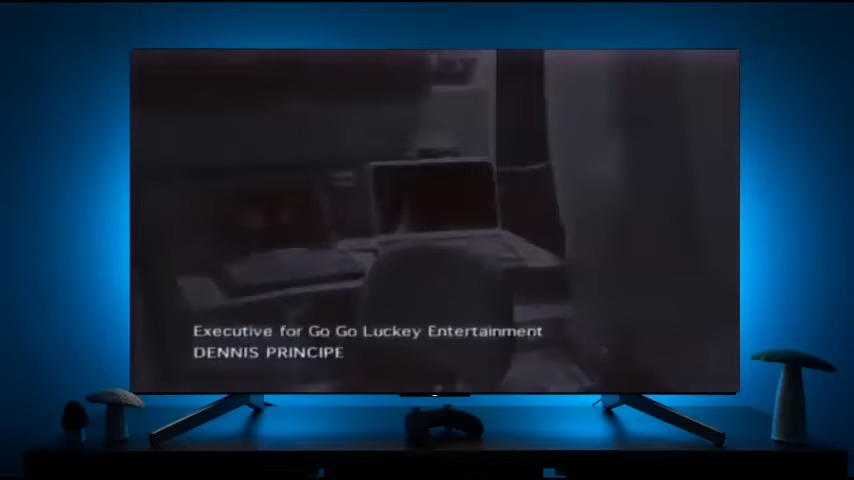 Executive for Go Go Luckey Entertainment
DENNIS PRINCIPE